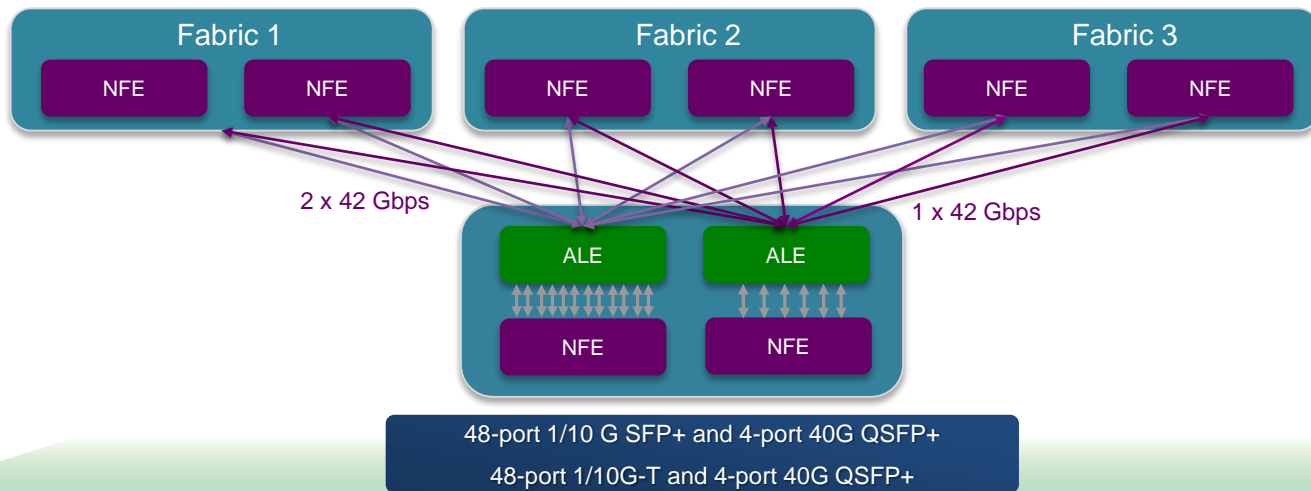 Fabric 1
Fabric 2
Fabric 3
NFE
NFE
NFE
NFE
NFE
NFE
2 x 42 Gbps
1 x 42 Gbps
ALE
ALE
NFE
NFE
48-port 1/10 G SFP+ and 4-port 40G QSFP+
48-port 1/10G-T and 4-port 40G QSFP+